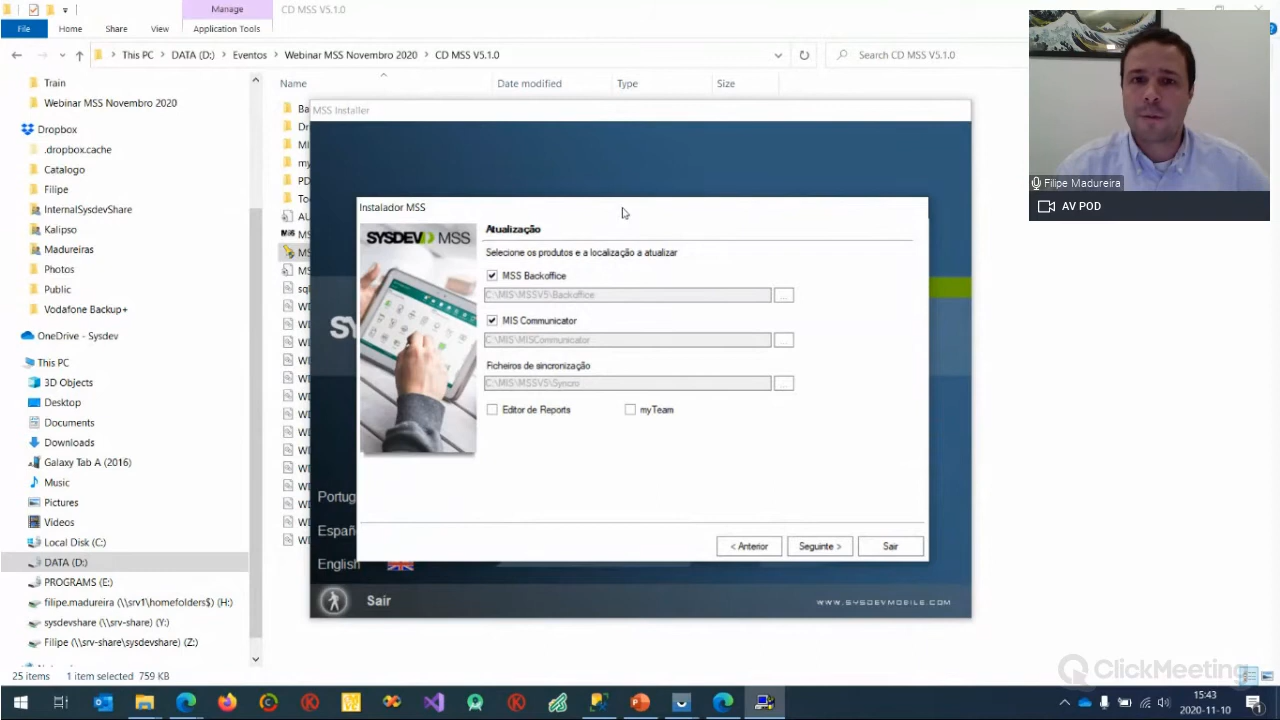 Manage
CD MSS V5.1.0
File
Home
Share
View
Application Tools
This PC > DATA (D:) > Eventos > Webinar MSS Novembro 2020 > CD MSS V5.1.0
Search CD MSS V5.1.0
Train
Webinar MSS Novembro 2020
Dropbox
.dropbox.cache
Catalogo
Filipe
InternalSysdevShare
Kalipso
Madureiras
Photos
Public
Vodafone Backup+
OneDrive - Sysdev
This PC
3D Objects
Desktop
Documents
Downloads
Galaxy Tab A (2016)
Music
Pictures
Videos
Local Disk (C:)
DATA (D:)
PROGRAMS (E:)
filipe.madureira (\\srv1\homefolders$) (H:)
sysdevshare (\\srv-share) (Y:)
Filipe (\\srv-share\sysdevshare) (Z:)
25 items
1 item selected 759 KB
Name
Date modified
Type
Size
MSS Installer
Instalador MSS
SYSDEV MSS
Atualização
Selecione os produtos e a localização a atualizar
MSS Backoffice
C:\MIS\MSSV5\Backoffice
...
MIS Communicator
C:\MIS\MISCommunicator
...
Ficheiros de sincronização
C:\MIS\MSSV5\Syncro
...
Editor de Reports
myTeam
< Anterior
Seguinte >
Sair
Portug
Españ
English
Sair
WWW.SYSDEVMOBILE.COM
Filipe Madureira
AV POD
ClickMeeting
15:43
2020-11-10